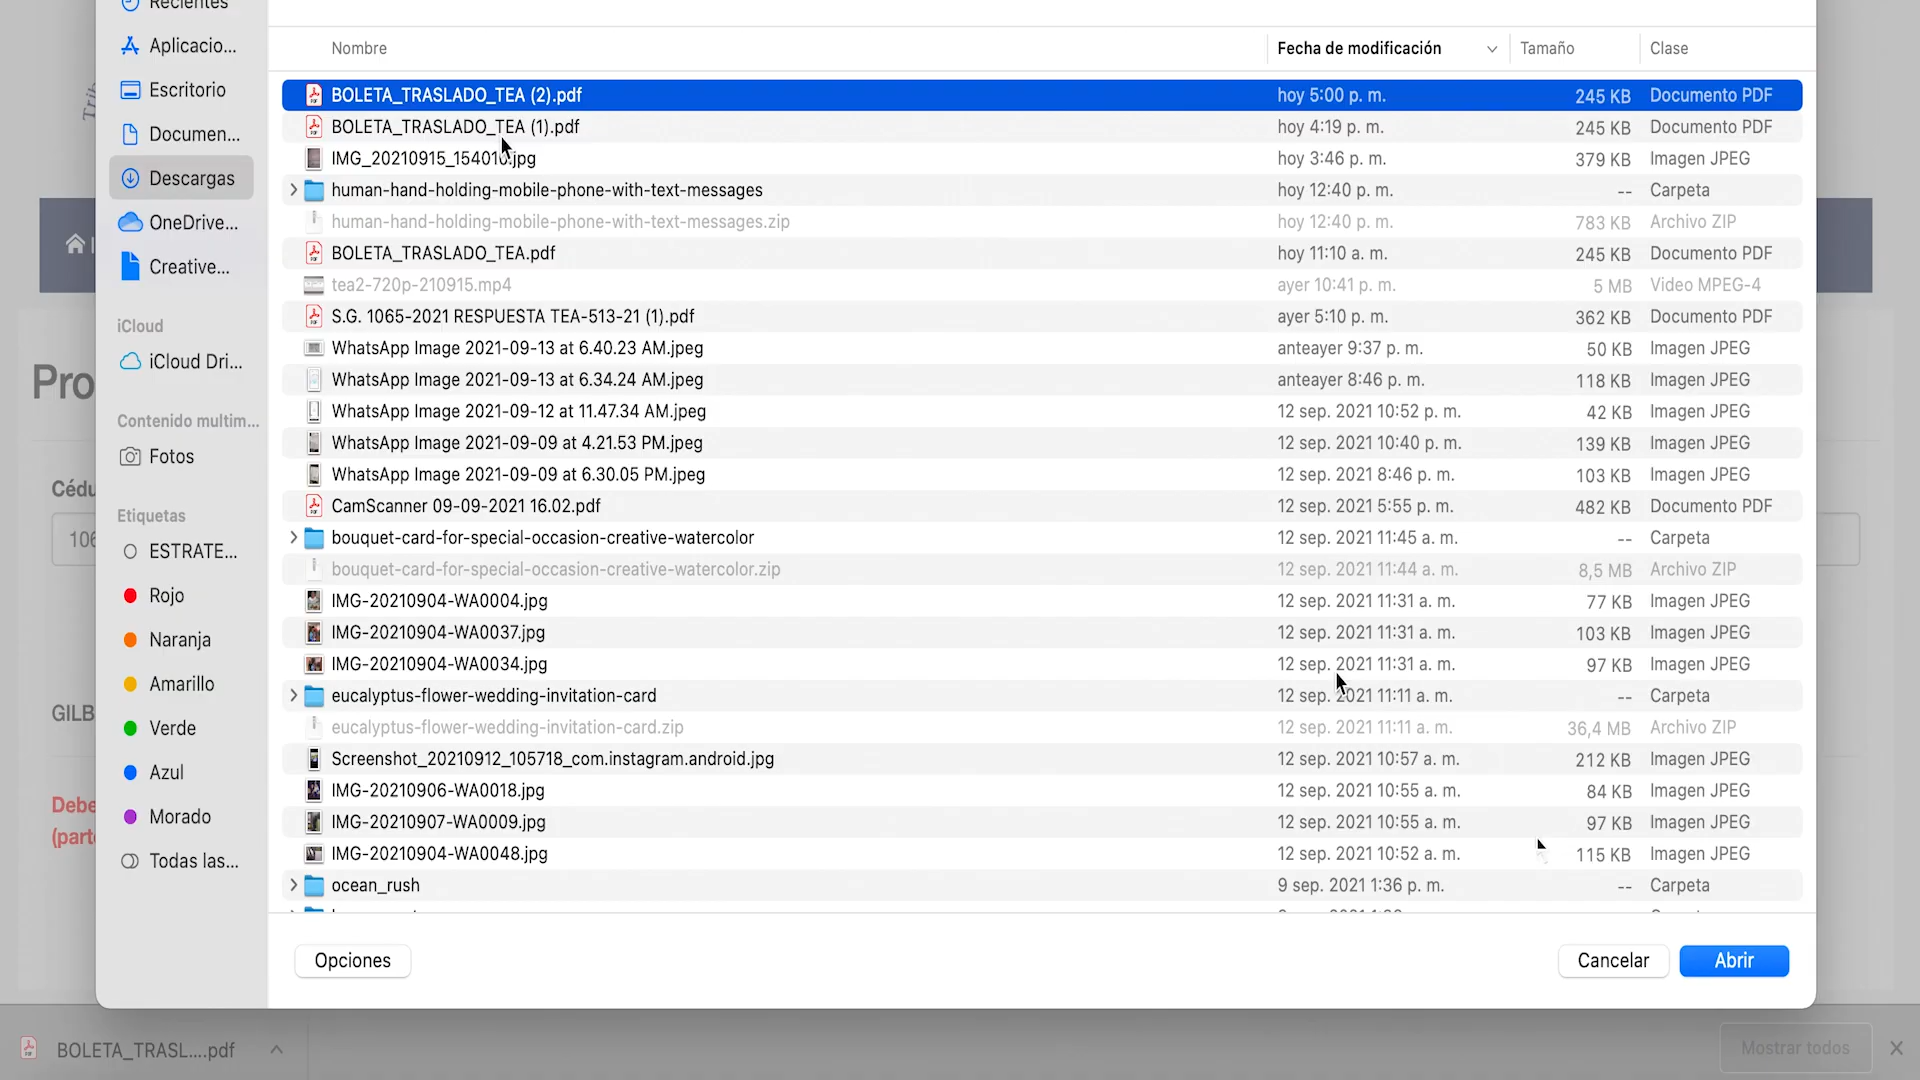 Recientes
Aplicacio...
Escritorio
Documen...
Descargas
OneDrive...
Creative...
iCloud
iCloud Dri...
Contenido multim...
Fotos
Etiquetas
ESTRATE...
Rojo
Naranja
Amarillo
Verde
Azul
Morado
Todas las...
Nombre Fecha de modificación Tamaño Clase
BOLETA_TRASLADO_TEA (2).pdf hoy 5:00 p. m. 245 KB Documento PDF
BOLETA_TRASLADO_TEA (1).pdf hoy 4:19 p. m. 245 KB Documento PDF
IMG_20210915_154010.jpg hoy 3:46 p. m. 379 KB Imagen JPEG
human-hand-holding-mobile-phone-with-text-messages hoy 12:40 p. m. -- Carpeta
human-hand-holding-mobile-phone-with-text-messages.zip hoy 12:40 p. m. 783 KB Archivo ZIP
BOLETA_TRASLADO_TEA.pdf hoy 11:10 a. m. 245 KB Documento PDF
tea2-720p-210915.mp4 ayer 10:41 p. m. 5 MB Video MPEG-4
S.G. 1065-2021 RESPUESTA TEA-513-21 (1).pdf ayer 5:10 p. m. 362 KB Documento PDF
WhatsApp Image 2021-09-13 at 6.40.23 AM.jpeg anteayer 9:37 p. m. 50 KB Imagen JPEG
WhatsApp Image 2021-09-13 at 6.34.24 AM.jpeg anteayer 8:46 p. m. 118 KB Imagen JPEG
WhatsApp Image 2021-09-12 at 11.47.34 AM.jpeg 12 sep. 2021 10:52 p. m. 42 KB Imagen JPEG
WhatsApp Image 2021-09-09 at 4.21.53 PM.jpeg 12 sep. 2021 10:40 p. m. 139 KB Imagen JPEG
WhatsApp Image 2021-09-09 at 6.30.05 PM.jpeg 12 sep. 2021 8:46 p. m. 103 KB Imagen JPEG
CamScanner 09-09-2021 16.02.pdf 12 sep. 2021 5:55 p. m. 482 KB Documento PDF
bouquet-card-for-special-occasion-creative-watercolor 12 sep. 2021 11:45 a. m. -- Carpeta
bouquet-card-for-special-occasion-creative-watercolor.zip 12 sep. 2021 11:44 a. m. 8,5 MB Archivo ZIP
IMG-20210904-WA0004.jpg 12 sep. 2021 11:31 a. m. 77 KB Imagen JPEG
IMG-20210904-WA0037.jpg 12 sep. 2021 11:31 a. m. 103 KB Imagen JPEG
IMG-20210904-WA0034.jpg 12 sep. 2021 11:31 a. m. 97 KB Imagen JPEG
eucalyptus-flower-wedding-invitation-card 12 sep. 2021 11:11 a. m. -- Carpeta
eucalyptus-flower-wedding-invitation-card.zip 12 sep. 2021 11:11 a. m. 36,4 MB Archivo ZIP
Screenshot_20210912_105718_com.instagram.android.jpg 12 sep. 2021 10:57 a. m. 212 KB Imagen JPEG
IMG-20210906-WA0018.jpg 12 sep. 2021 10:55 a. m. 84 KB Imagen JPEG
IMG-20210907-WA0009.jpg 12 sep. 2021 10:55 a. m. 97 KB Imagen JPEG
IMG-20210904-WA0048.jpg 12 sep. 2021 10:52 a. m. 115 KB Imagen JPEG
ocean_rush 9 sep. 2021 1:36 p. m. -- Carpeta
Opciones Cancelar Abrir
Trib
Pro
Cédu
106
GILB
Debe
(parte
BOLETA_TRASL....pdf Mostrar todos